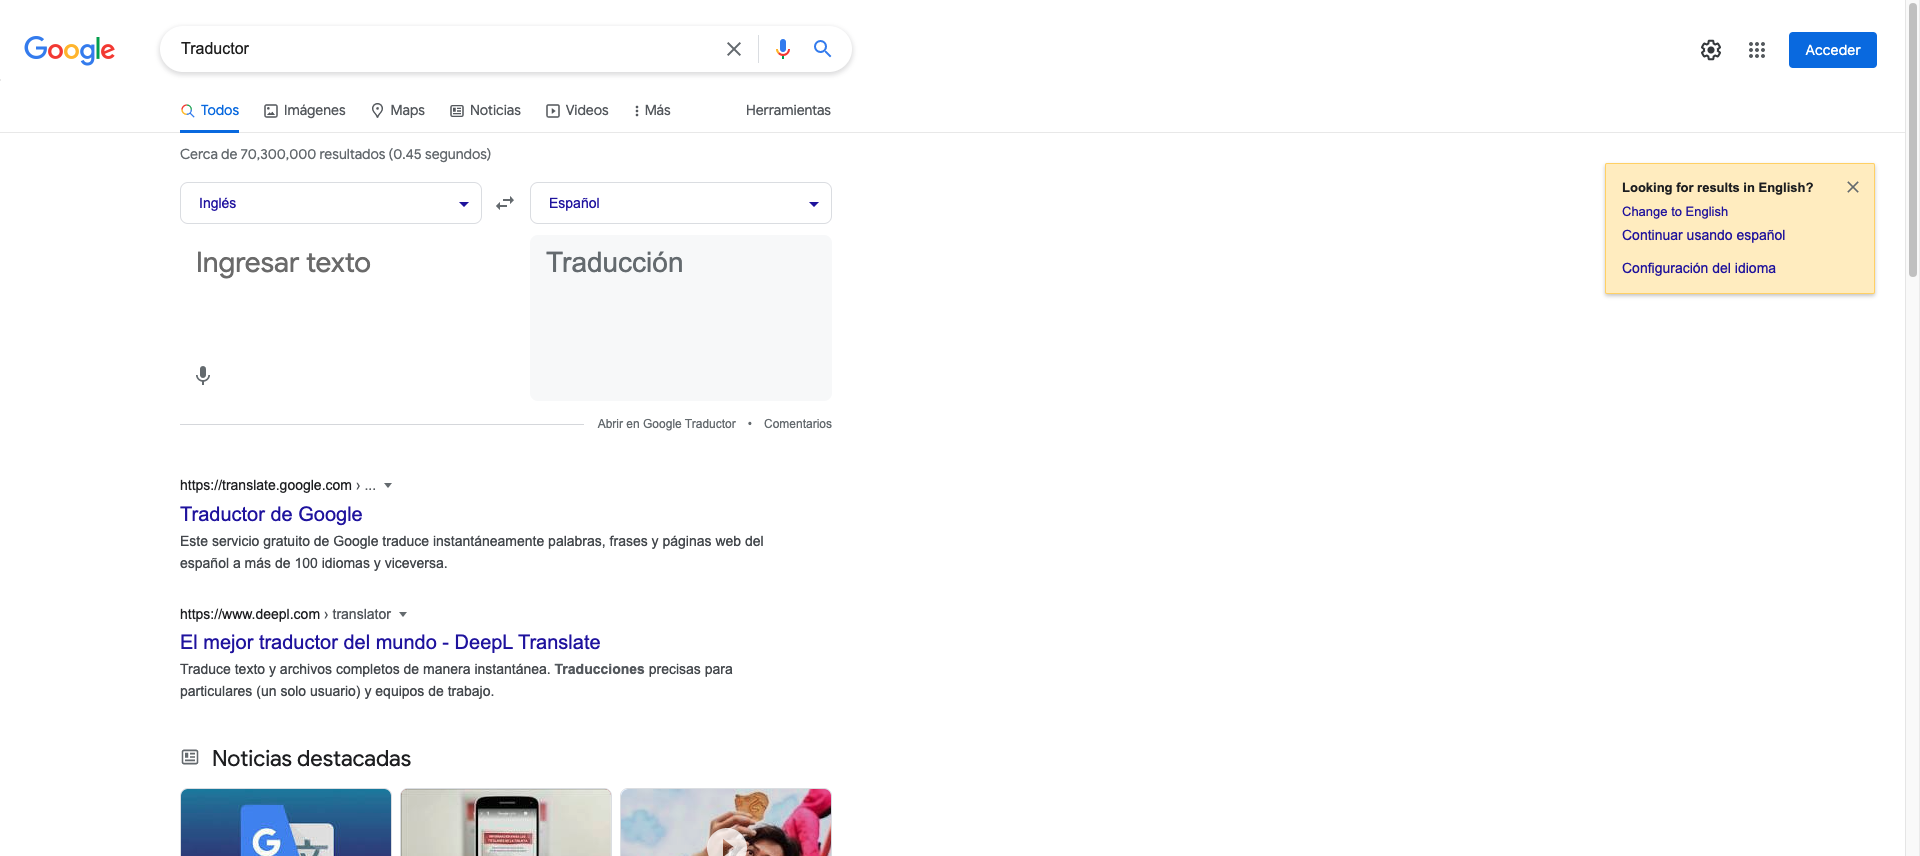 Google
Traductor
Acceder
Todos
Imágenes
Maps
Noticias
Videos
Más
Herramientas
Cerca de 70,300,000 resultados (0.45 segundos)
Looking for results in English?
Change to English
Continuar usando español
Configuración del idioma
Inglés
Español
Ingresar texto
Traducción
Abrir en Google Traductor • Comentarios
https://translate.google.com › ...
Traductor de Google
Este servicio gratuito de Google traduce instantáneamente palabras, frases y páginas web del
español a más de 100 idiomas y viceversa.
https://www.deepl.com › translator
El mejor traductor del mundo - DeepL Translate
Traduce texto y archivos completos de manera instantánea. Traducciones precisas para
particulares (un solo usuario) y equipos de trabajo.
Noticias destacadas
G